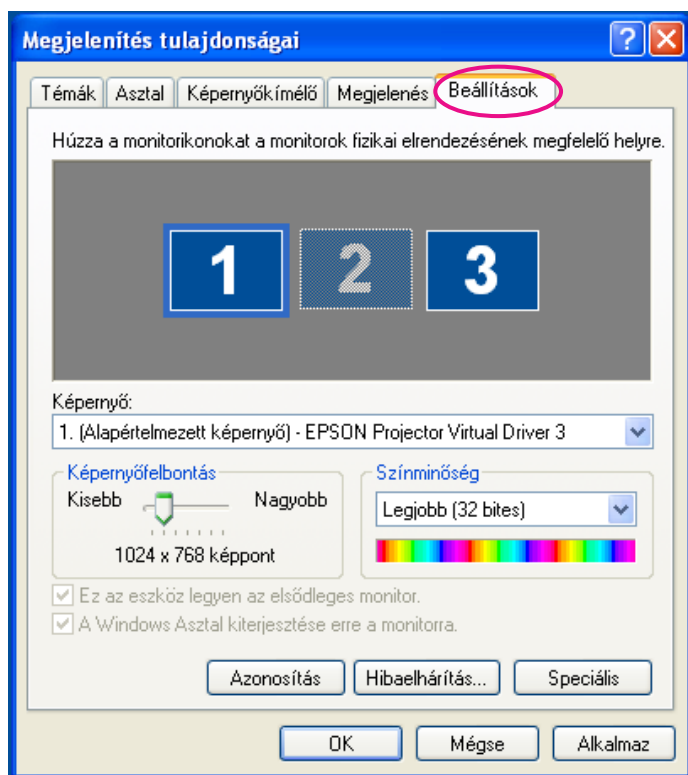 Megjelenítés tulajdonságai
Témák Asztal Képernyőkímélő Megjelenés Beállítások
Húzza a monitorikonokat a monitorok fizikai elrendezésének megfelelő helyre.
1 2 3
Képernyő:
1. (Alapértelmezett képernyő) - EPSON Projector Virtual Driver 3
Képernyőfelbontás
Kisebb Nagyobb
1024 x 768 képpont
Színminőség
Legjobb (32 bites)
Ez az eszköz legyen az elsődleges monitor.
A Windows Asztal kiterjesztése erre a monitorra.
Azonosítás Hibaelhárítás... Speciális
OK Mégse Alkalmaz